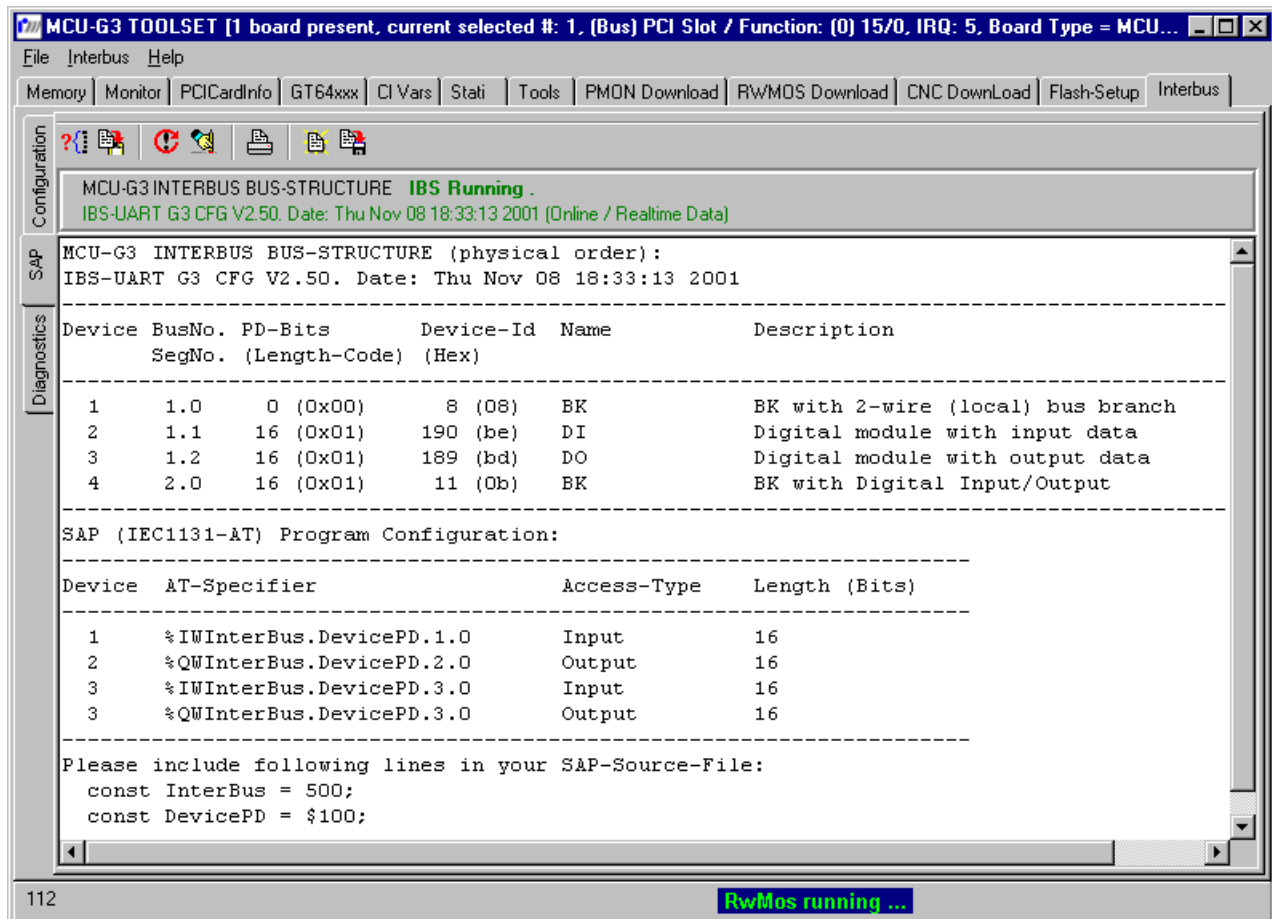 MCU-G3 TOOLSET [1 board present, current selected #: 1, (Bus) PCI Slot / Function: (0) 15/0, IRQ: 5, Board Type = MCU...
File Interbus Help
Memory Monitor PCICardInfo GT64xxx CI Vars Stati Tools PMON Download RWMOS Download CNC DownLoad Flash-Setup Interbus
Configuration
SAP
Diagnostics
MCU-G3 INTERBUS BUS-STRUCTURE IBS Running .
IBS-UART G3 CFG V2.50. Date: Thu Nov 08 18:33:13 2001 (Online / Realtime Data)
MCU-G3 INTERBUS BUS-STRUCTURE (physical order):
IBS-UART G3 CFG V2.50. Date: Thu Nov 08 18:33:13 2001
Device BusNo. PD-Bits Device-Id Name Description
SegNo. (Length-Code) (Hex)
1 1.0 0 (0x00) 8 (08) BK BK with 2-wire (local) bus branch
2 1.1 16 (0x01) 190 (be) DI Digital module with input data
3 1.2 16 (0x01) 189 (bd) DO Digital module with output data
4 2.0 16 (0x01) 11 (0b) BK BK with Digital Input/Output
SAP (IEC1131-AT) Program Configuration:
Device AT-Specifier Access-Type Length (Bits)
1 %IWInterBus.DevicePD.1.0 Input 16
2 %QWInterBus.DevicePD.2.0 Output 16
3 %IWInterBus.DevicePD.3.0 Input 16
3 %QWInterBus.DevicePD.3.0 Output 16
Please include following lines in your SAP-Source-File:
const InterBus = 500;
const DevicePD = $100;
112
RwMos running ...